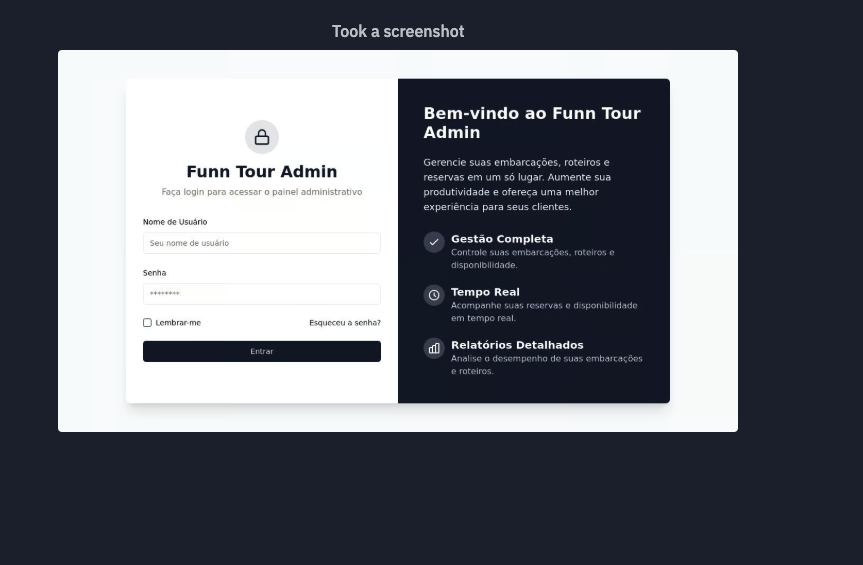 Took a screenshot
Funn Tour Admin
Faça login para acessar o painel administrativo
Nome de Usuário
Seu nome de usuário
Senha
********
Lembrar-me
Esqueceu a senha?
Entrar
Bem-vindo ao Funn Tour
Admin
Gerencie suas embarcações, roteiros e
reservas em um só lugar. Aumente sua
produtividade e ofereça uma melhor
experiência para seus clientes.
Gestão Completa
Controle suas embarcações, roteiros e
disponibilidade.
Tempo Real
Acompanhe suas reservas e disponibilidade
em tempo real.
Relatórios Detalhados
Analise o desempenho de suas embarcações
e roteiros.